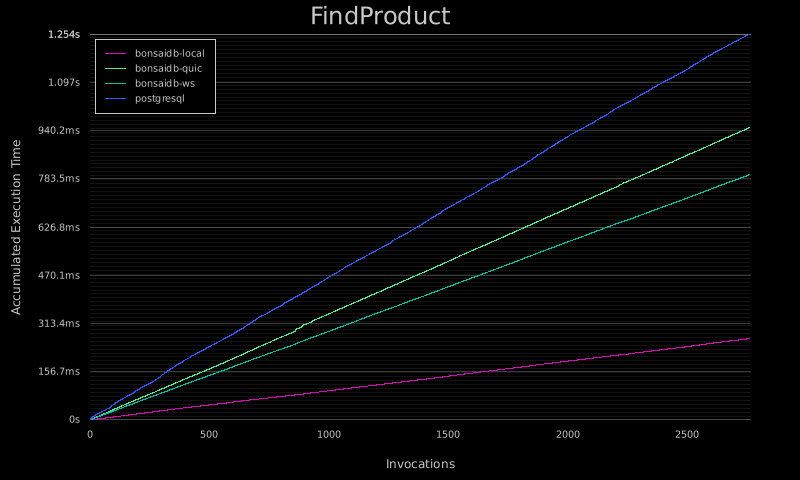 FindProduct
1.254s
1.097s
940.2ms
783.5ms
626.8ms
470.1ms
313.4ms
156.7ms
0s
bonsaidb-local
bonsaidb-quic
bonsaidb-ws
postgresql
Accumulated Execution Time
0 500 1000 1500 2000 2500
Invocations